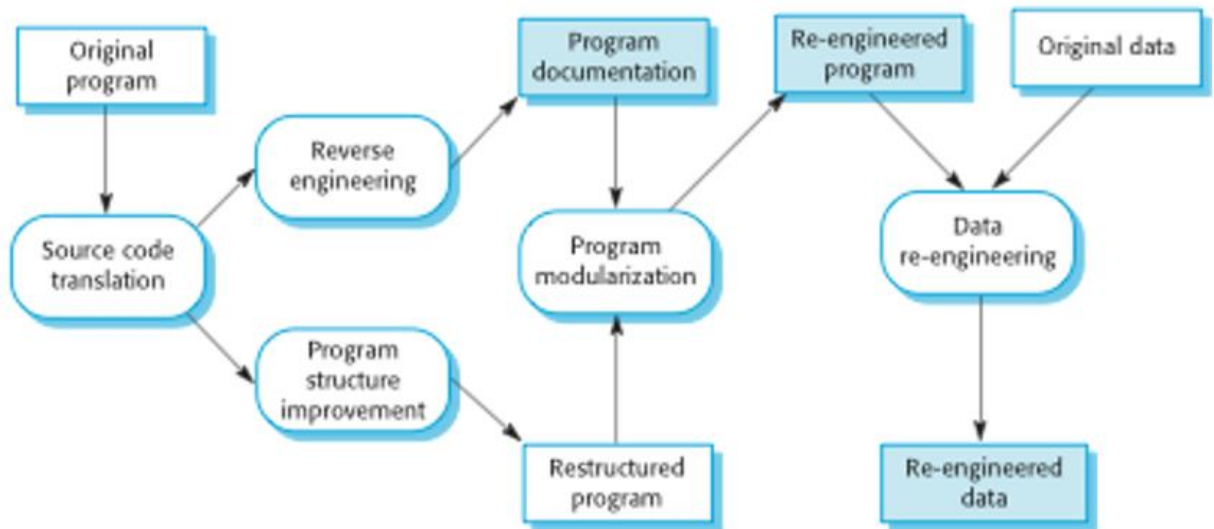 Original
program
Program
documentation
Re-engineered
program
Original data
Reverse
engineering
Source code
translation
Program
modularization
Data
re-engineering
Program
structure
improvement
Restructured
program
Re-engineered
data